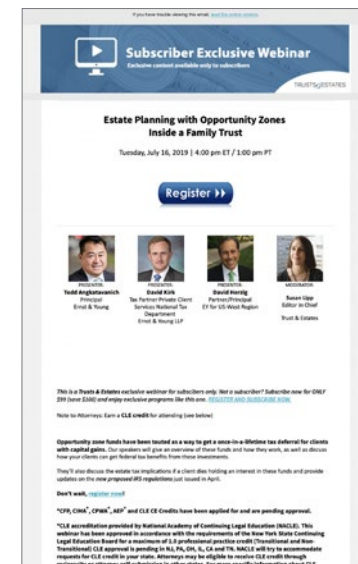 If you have trouble viewing this email, read the online version.
Subscriber Exclusive Webinar
Exclusive content available only to subscribers
TRUSTS&ESTATES
Estate Planning with Opportunity Zones
Inside a Family Trust
Tuesday, July 16, 2019 | 4:00 pm ET / 1:00 pm PT
Register
PRESENTER:
Todd Angkatavanich
Principal
Ernst & Young
PRESENTER:
David Kirk
Tax Partner Private Client
Services National Tax
Department
Ernst & Young LLP
PRESENTER:
David Herzig
Partner/Principal
EY for US-West Region
MODERATOR:
Susan Lipp
Editor in Chief
Trust & Estates
This is a Trusts & Estates exclusive webinar for subscribers only. Not a subscriber? Subscribe now for ONLY
$99 (save $100) and enjoy exclusive programs like this one. REGISTER AND SUBSCRIBE NOW.
Note to Attorneys: Earn a CLE credit for attending (see below)
Opportunity zone funds have been touted as a way to get a once-in-a-lifetime tax deferral for clients
with capital gains. Our speakers will give an overview of these funds and how they work, as well as discuss
how your clients can get federal tax benefits from these investments.
They'll also discuss the estate tax implications if a client dies holding an interest in these funds and provide
updates on the new proposed IRS regulations just issued in April.
Don't wait, register now!
*CFP, CIMA®, CPWA®, AEP® and CLE CE Credits have been applied for and are pending approval.
*CLE accreditation provided by National Academy of Continuing Legal Education (NACLE). This
webinar has been approved in accordance with the requirements of the New York State Continuing
Legal Education Board for a maximum of 1.0 professional practice credit (Transitional and Non-
Transitional) CLE approval is pending in NJ, PA, OH, IL, CA and TN. NACLE will try to accommodate
requests for CLE credit in your state. Attorneys may be eligible to receive CLE credit through